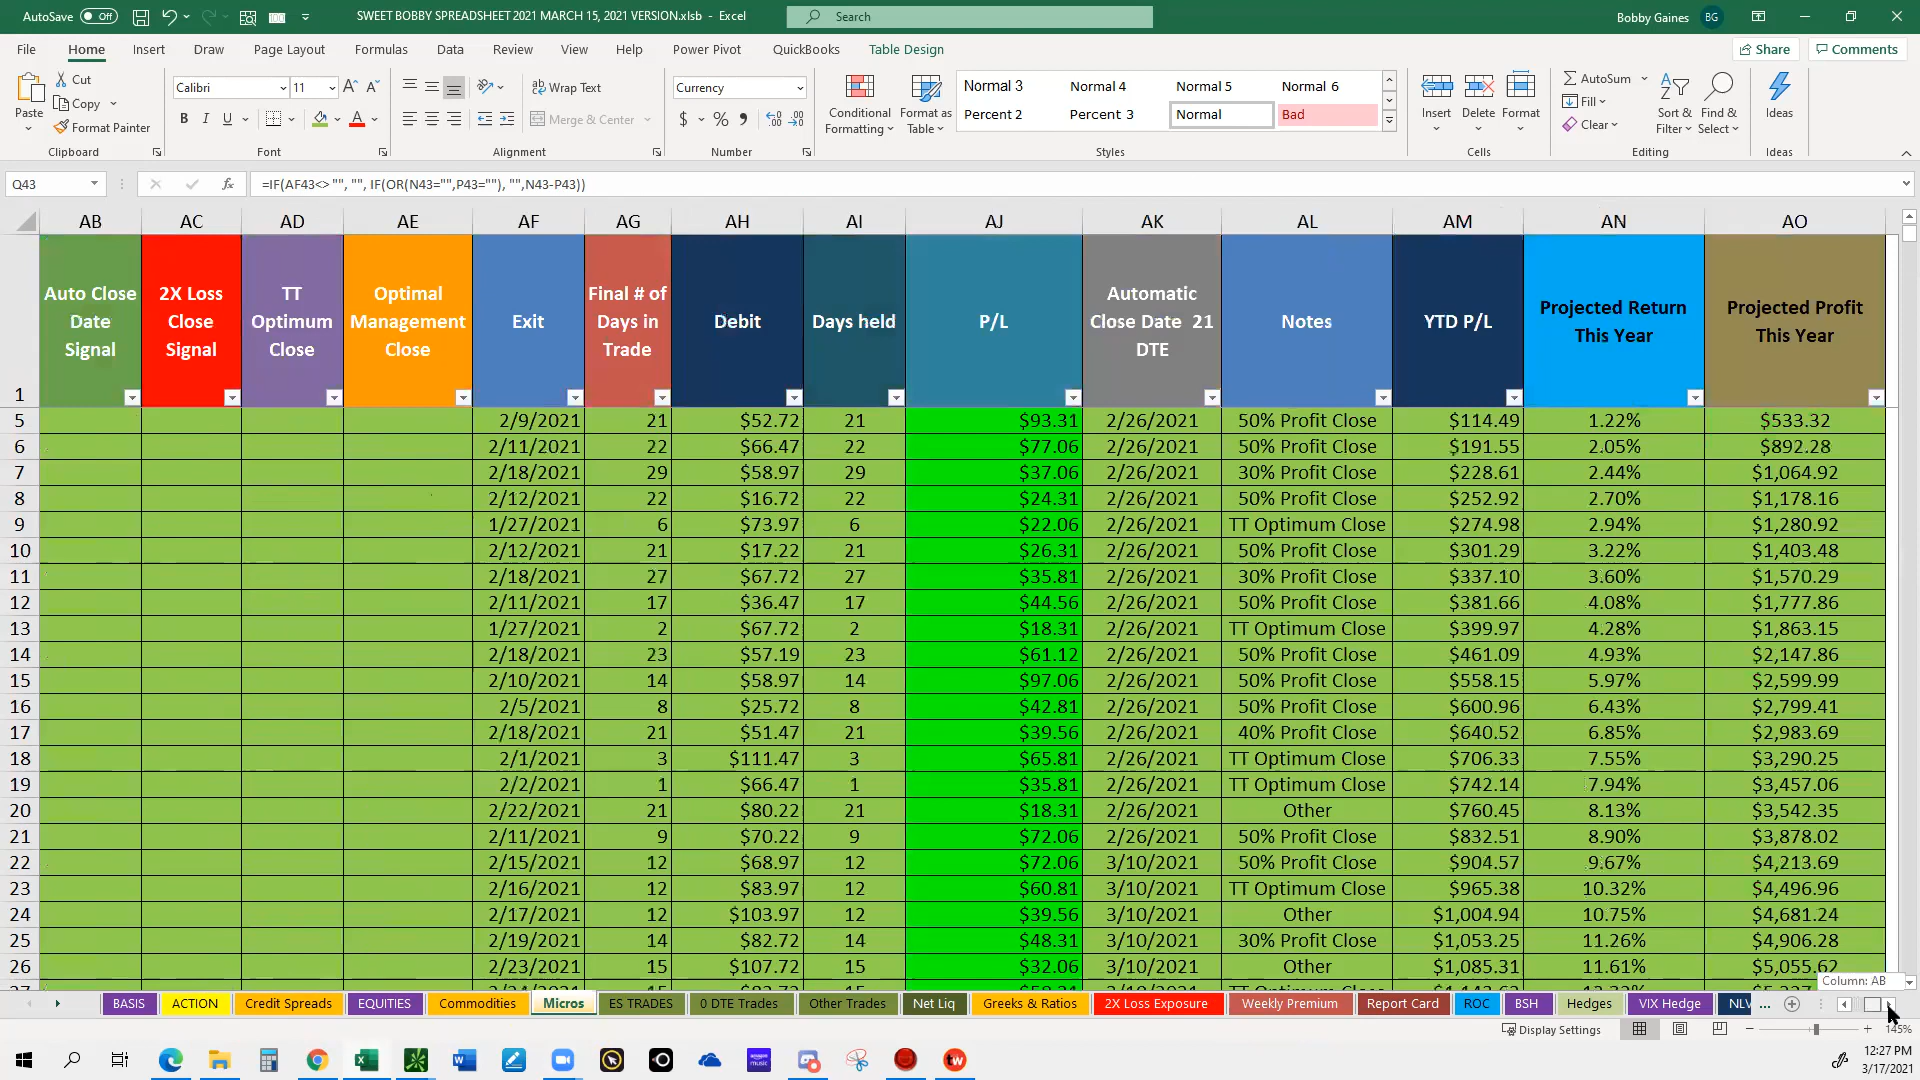 AutoSave Off SWEET BOBBY SPREADSHEET 2021 MARCH 15, 2021 VERSION.xlsb - Excel Search Bobby Gaines BG
File Home Insert Draw Page Layout Formulas Data Review View Help Power Pivot QuickBooks Table Design Share Comments
Paste Cut Copy Format Painter Clipboard
Calibri 11 B I U A Font
Wrap Text Merge & Center Alignment
Currency $ % Number
Conditional Formatting Format as Table
Normal 3 Normal 4 Normal 5 Normal 6
Percent 2 Percent 3 Normal Bad
Styles
Insert Delete Format Cells
AutoSum Fill Clear Sort & Filter Find & Select Editing
Ideas Ideas
Q43 fx =IF(AF43<> "", "", IF(OR(N43="",P43=""), "",N43-P43))
AB AC AD AE AF AG AH AI AJ AK AL AM AN AO
1 Auto Close Date Signal 2X Loss Close Signal TT Optimum Close Optimal Management Close Exit Final # of Days in Trade Debit Days held P/L Automatic Close Date 21 DTE Notes YTD P/L Projected Return This Year Projected Profit This Year
5 2/9/2021 21 $52.72 21 $93.31 2/26/2021 50% Profit Close $114.49 1.22% $533.32
6 2/11/2021 22 $66.47 22 $77.06 2/26/2021 50% Profit Close $191.55 2.05% $892.28
7 2/18/2021 29 $58.97 29 $37.06 2/26/2021 30% Profit Close $228.61 2.44% $1,064.92
8 2/12/2021 22 $16.72 22 $24.31 2/26/2021 50% Profit Close $252.92 2.70% $1,178.16
9 1/27/2021 6 $73.97 6 $22.06 2/26/2021 TT Optimum Close $274.98 2.94% $1,280.92
10 2/12/2021 21 $17.22 21 $26.31 2/26/2021 50% Profit Close $301.29 3.22% $1,403.48
11 2/18/2021 27 $67.72 27 $35.81 2/26/2021 30% Profit Close $337.10 3.60% $1,570.29
12 2/11/2021 17 $36.47 17 $44.56 2/26/2021 50% Profit Close $381.66 4.08% $1,777.86
13 1/27/2021 2 $67.72 2 $18.31 2/26/2021 TT Optimum Close $399.97 4.28% $1,863.15
14 2/18/2021 23 $57.19 23 $61.12 2/26/2021 50% Profit Close $461.09 4.93% $2,147.86
15 2/10/2021 14 $58.97 14 $97.06 2/26/2021 50% Profit Close $558.15 5.97% $2,599.99
16 2/5/2021 8 $25.72 8 $42.81 2/26/2021 50% Profit Close $600.96 6.43% $2,799.41
17 2/18/2021 21 $51.47 21 $39.56 2/26/2021 40% Profit Close $640.52 6.85% $2,983.69
18 2/1/2021 3 $111.47 3 $65.81 2/26/2021 TT Optimum Close $706.33 7.55% $3,290.25
19 2/2/2021 1 $66.47 1 $35.81 2/26/2021 TT Optimum Close $742.14 7.94% $3,457.06
20 2/22/2021 21 $80.22 21 $18.31 2/26/2021 Other $760.45 8.13% $3,542.35
21 2/11/2021 9 $70.22 9 $72.06 2/26/2021 50% Profit Close $832.51 8.90% $3,878.02
22 2/15/2021 12 $68.97 12 $72.06 3/10/2021 50% Profit Close $904.57 9.67% $4,213.69
23 2/16/2021 12 $83.97 12 $60.81 3/10/2021 TT Optimum Close $965.38 10.32% $4,496.96
24 2/17/2021 12 $103.97 12 $39.56 3/10/2021 Other $1,004.94 10.75% $4,681.24
25 2/19/2021 14 $82.72 14 $48.31 3/10/2021 30% Profit Close $1,053.25 11.26% $4,906.28
26 2/23/2021 15 $107.72 15 $32.06 3/10/2021 Other $1,085.31 11.61% $5,055.62
Column: AB
BASIS ACTION Credit Spreads EQUITIES Commodities Micros ES TRADES 0 DTE Trades Other Trades Net Liq Greeks & Ratios 2X Loss Exposure Weekly Premium Report Card ROC BSH Hedges VIX Hedge NLV ...
Display Settings 145%
12:27 PM
3/17/2021